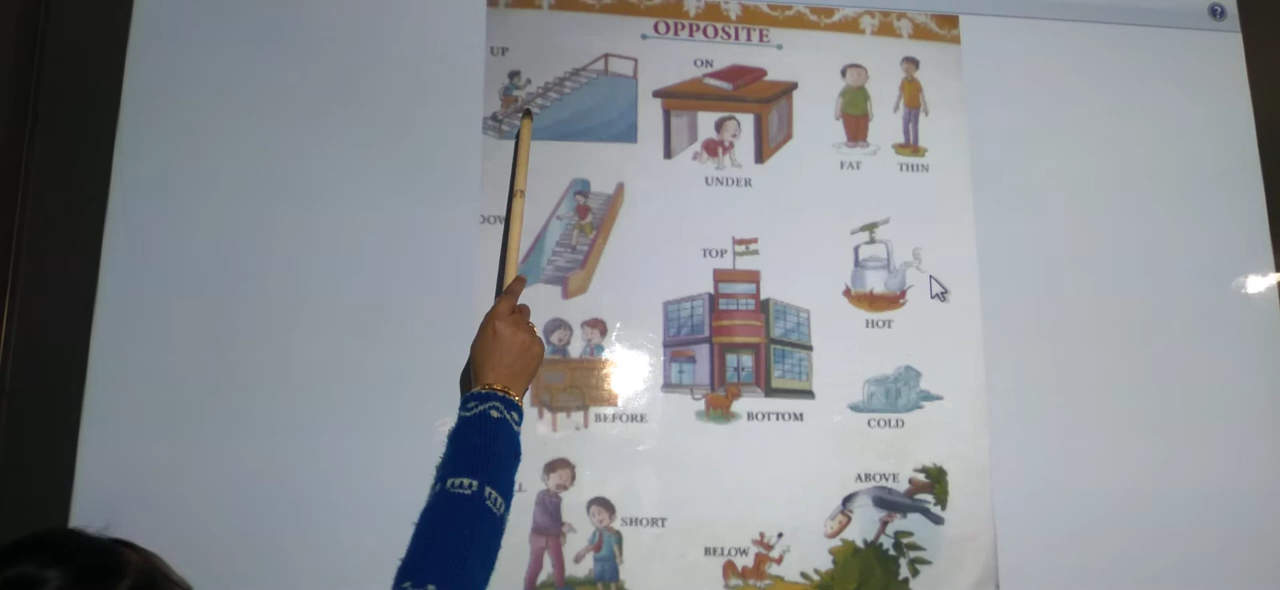 OPPOSITE
UP
ON
UNDER
FAT
THIN
TOP
HOT
BEFORE
BOTTOM
COLD
SHORT
ABOVE
BELOW